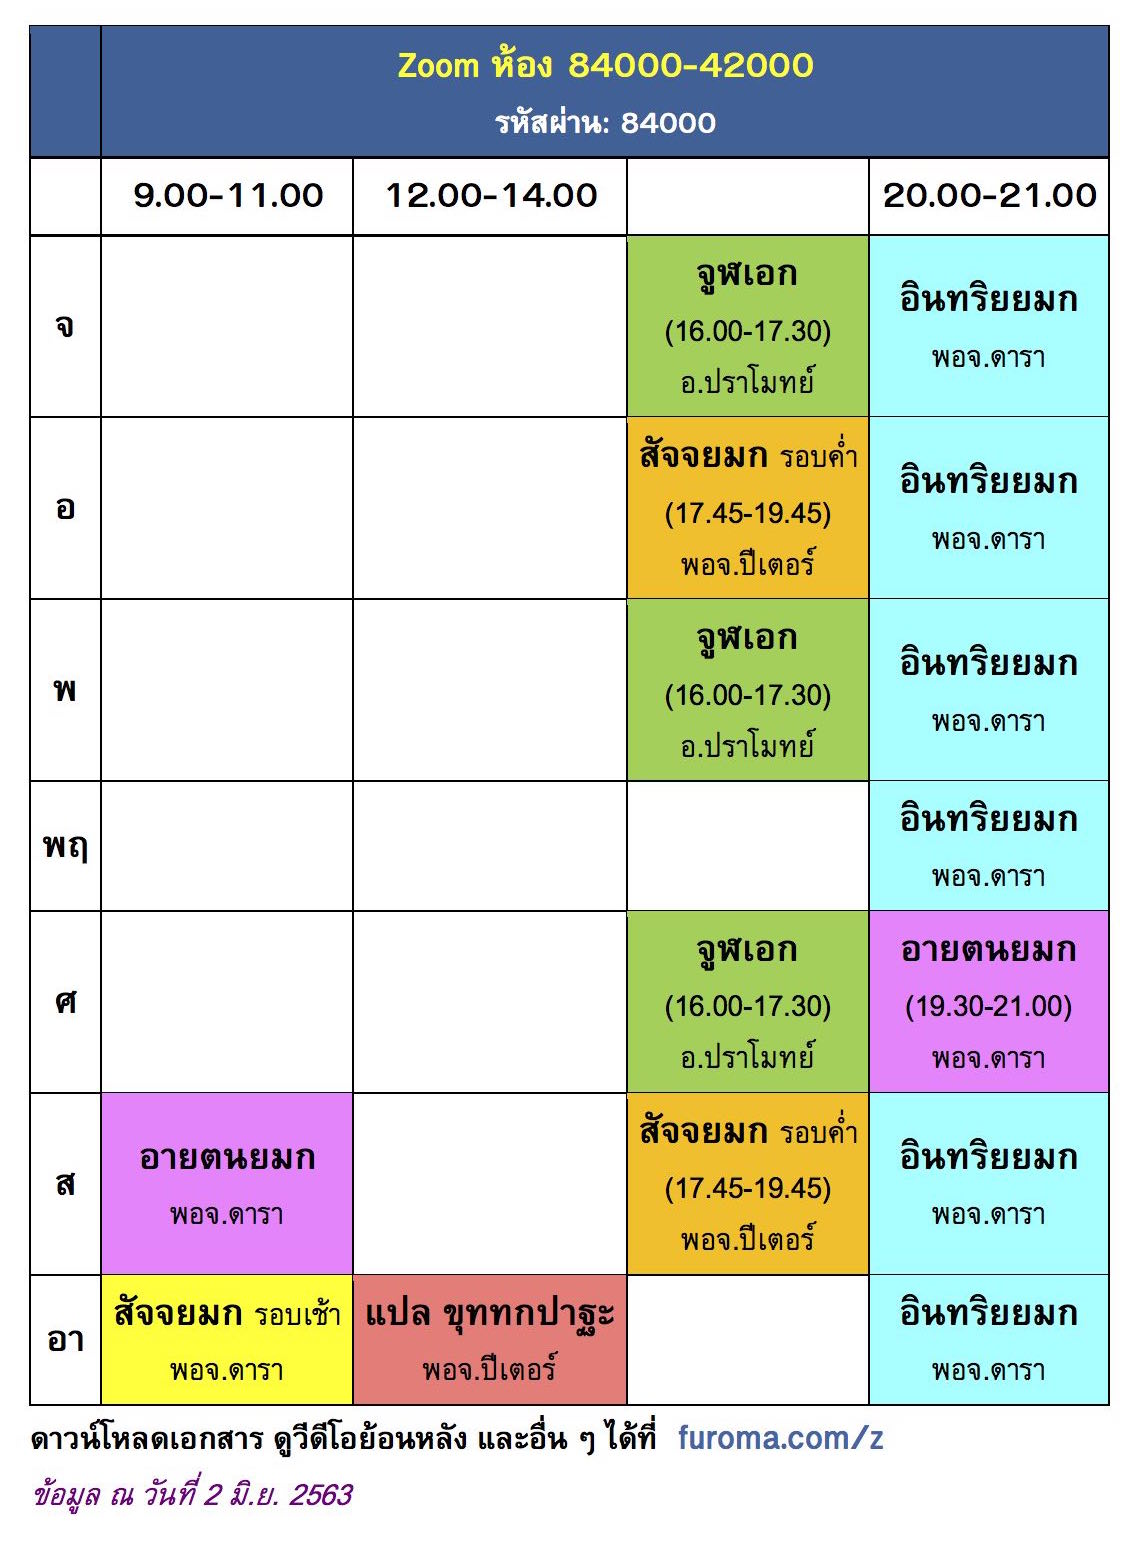 Zoom ห้อง 84000-42000
รหัสผ่าน: 84000
9.00-11.00 12.00-14.00 20.00-21.00
จ
จูฬเอก
(16.00-17.30)
อ.ปราโมทย์
อินทริยยมก
พอจ.ดารา
อ
สัจจยมก รอบค่ำ
(17.45-19.45)
พอจ.ปีเตอร์
อินทริยยมก
พอจ.ดารา
พ
จูฬเอก
(16.00-17.30)
อ.ปราโมทย์
อินทริยยมก
พอจ.ดารา
พฤ
อินทริยยมก
พอจ.ดารา
ศ
จูฬเอก
(16.00-17.30)
อ.ปราโมทย์
อายตนยมก
(19.30-21.00)
พอจ.ดารา
ส
อายตนยมก
พอจ.ดารา
สัจจยมก รอบค่ำ
(17.45-19.45)
พอจ.ปีเตอร์
อินทริยยมก
พอจ.ดารา
อา
สัจจยมก รอบเช้า
พอจ.ดารา
แปล ขุททกปาฐะ
พอจ.ปีเตอร์
อินทริยยมก
พอจ.ดารา
ดาวน์โหลดเอกสาร ดูวีดีโอย้อนหลัง และอื่น ๆ ได้ที่ furoma.com/z
ข้อมูล ณ วันที่ 2 มิ.ย. 2563